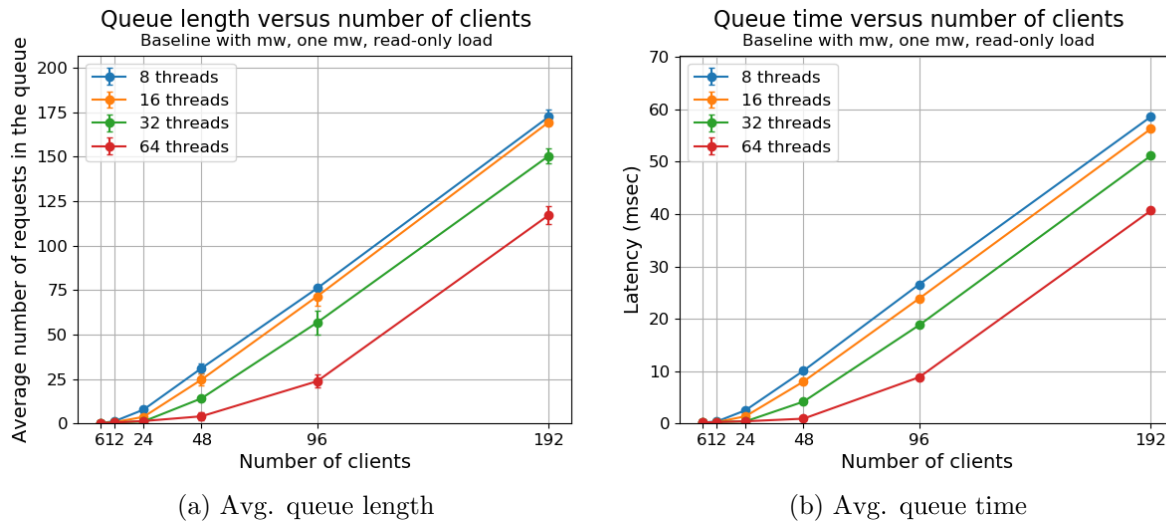 Queue length versus number of clients
Baseline with mw, one mw, read-only load
Average number of requests in the queue
200
175
150
125
100
75
50
25
0
8 threads
16 threads
32 threads
64 threads
6 12 24 48 96 192
Number of clients
(a) Avg. queue length
Queue time versus number of clients
Baseline with mw, one mw, read-only load
Latency (msec)
70
60
50
40
30
20
10
0
8 threads
16 threads
32 threads
64 threads
6 12 24 48 96 192
Number of clients
(b) Avg. queue time